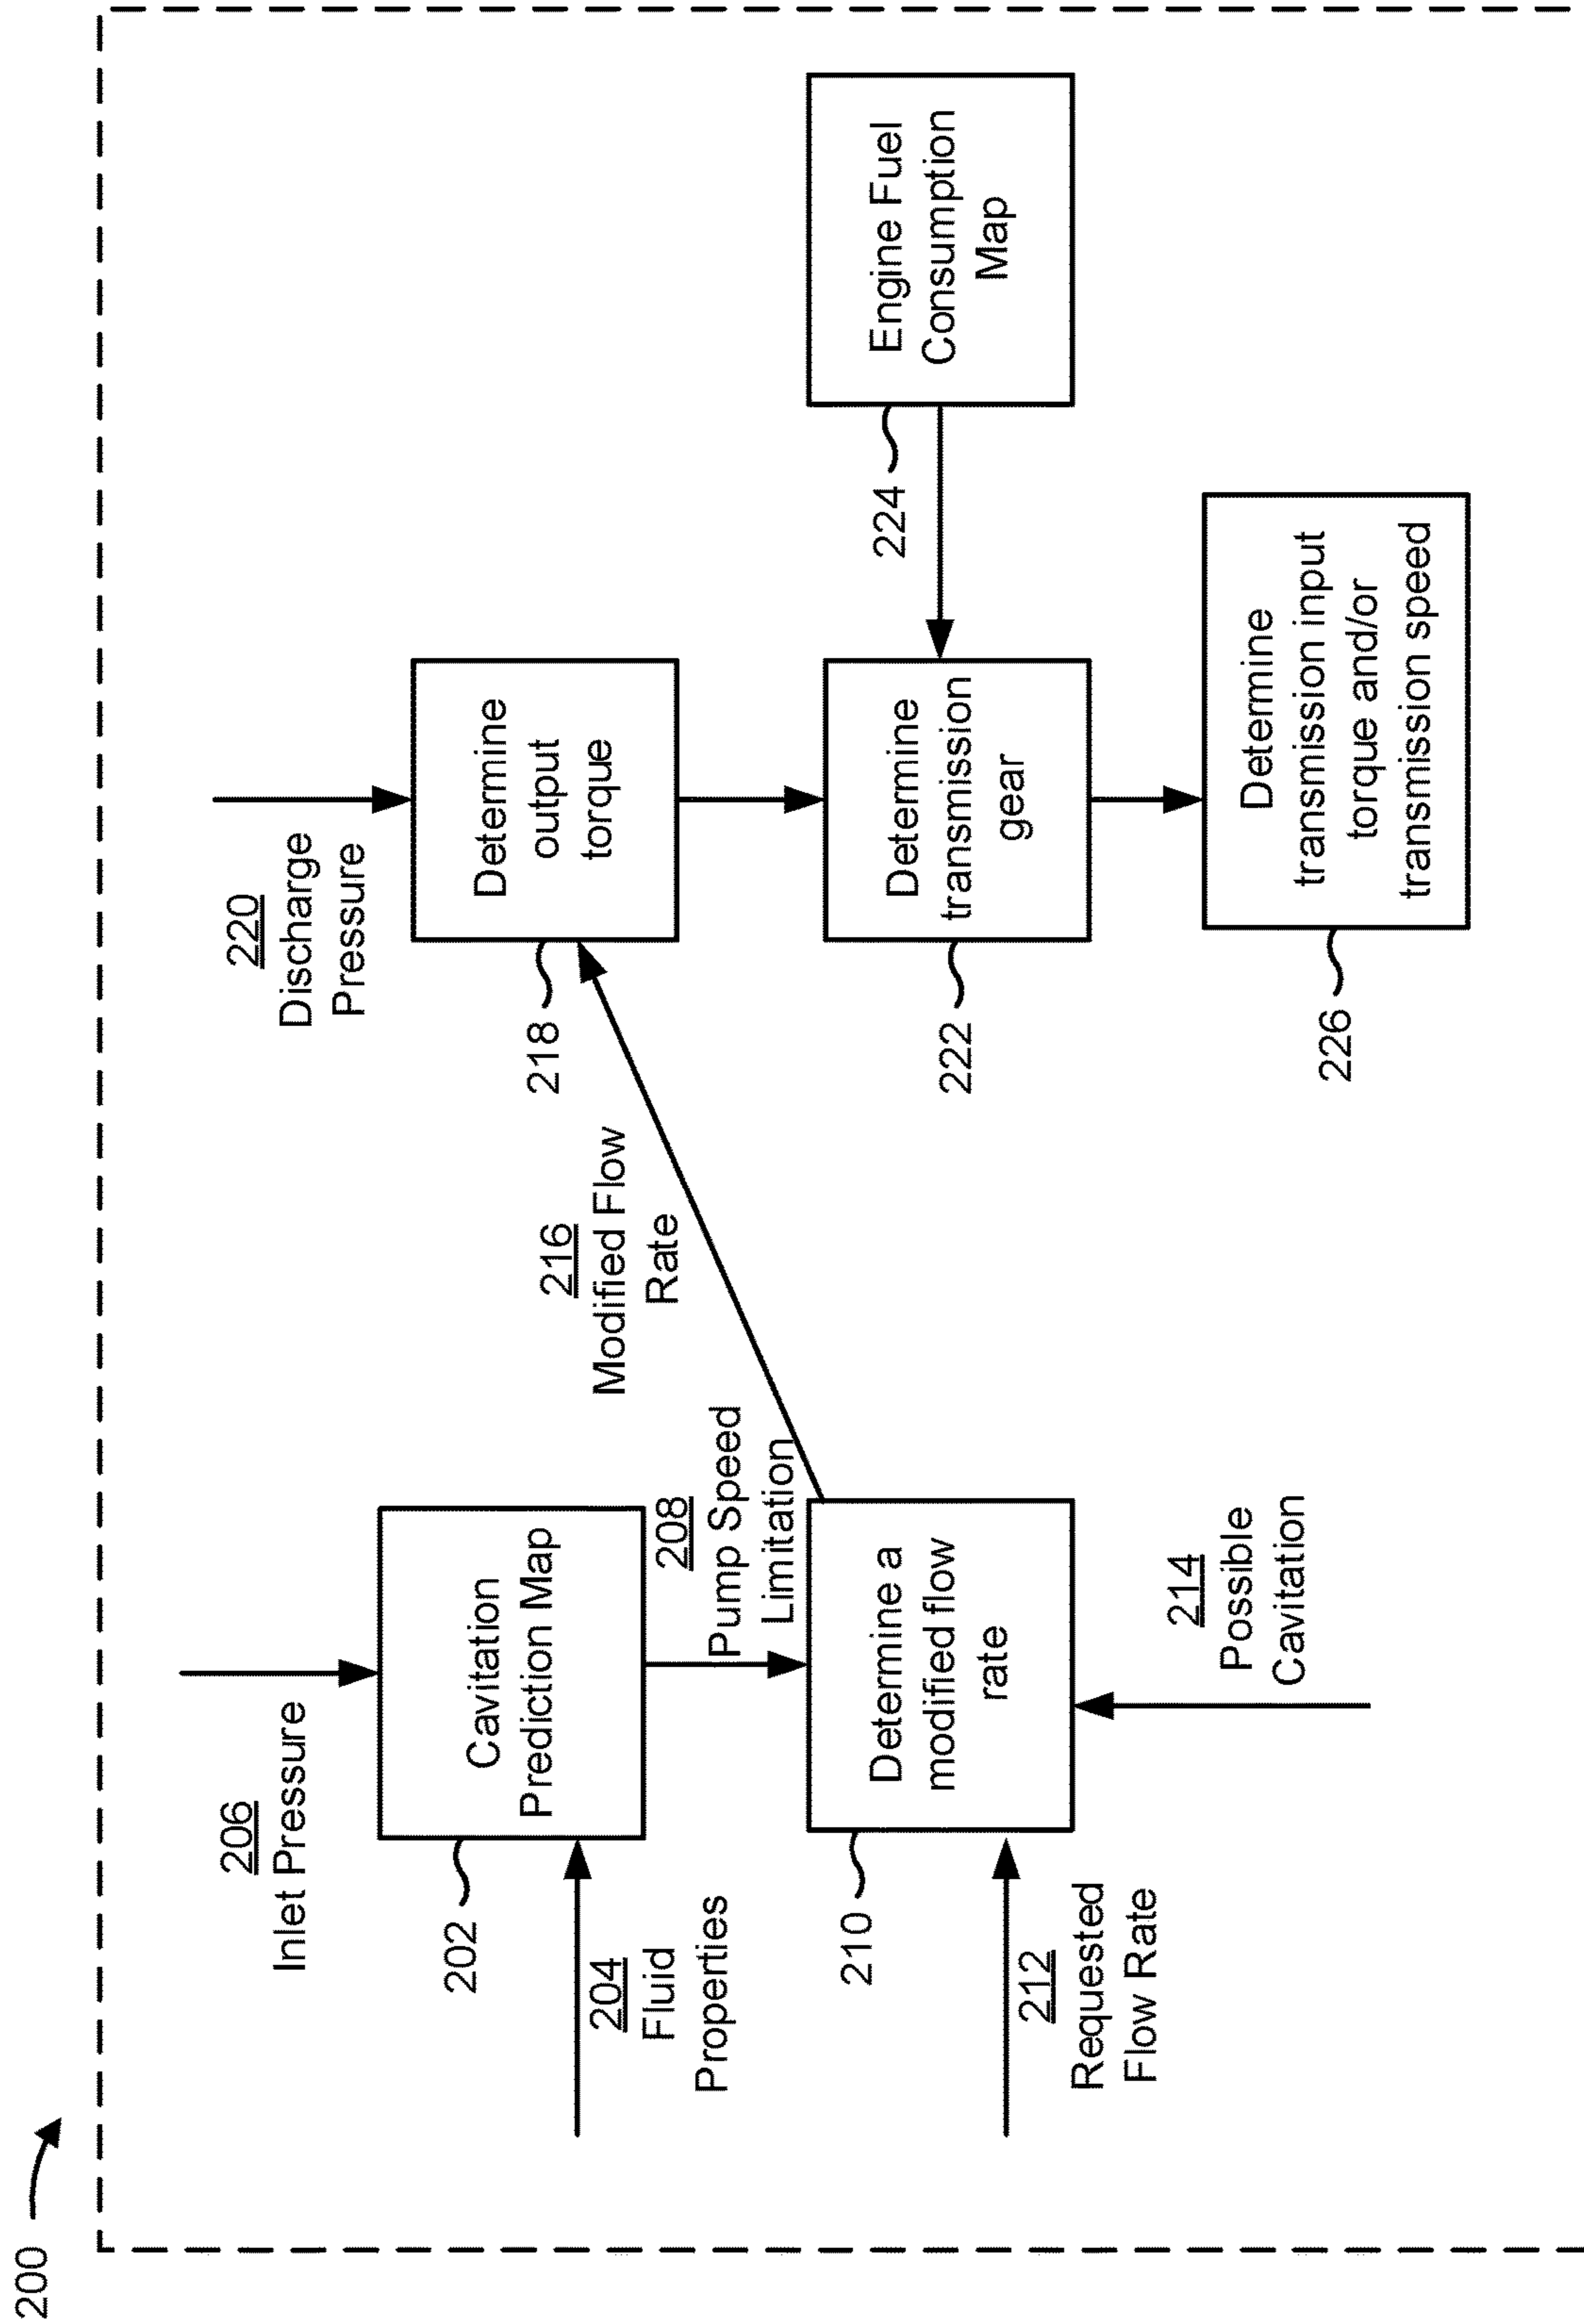 200
206
Inlet Pressure
202
Cavitation
Prediction Map
204
Fluid
Properties
208
Pump Speed
Limitation
210
Determine a
modified flow
rate
212
Requested
Flow Rate
214
Possible
Cavitation
216
Modified Flow
Rate
220
Discharge
Pressure
218
Determine
output
torque
222
Determine
transmission
gear
224
Engine Fuel
Consumption
Map
226
Determine
transmission input
torque and/or
transmission speed